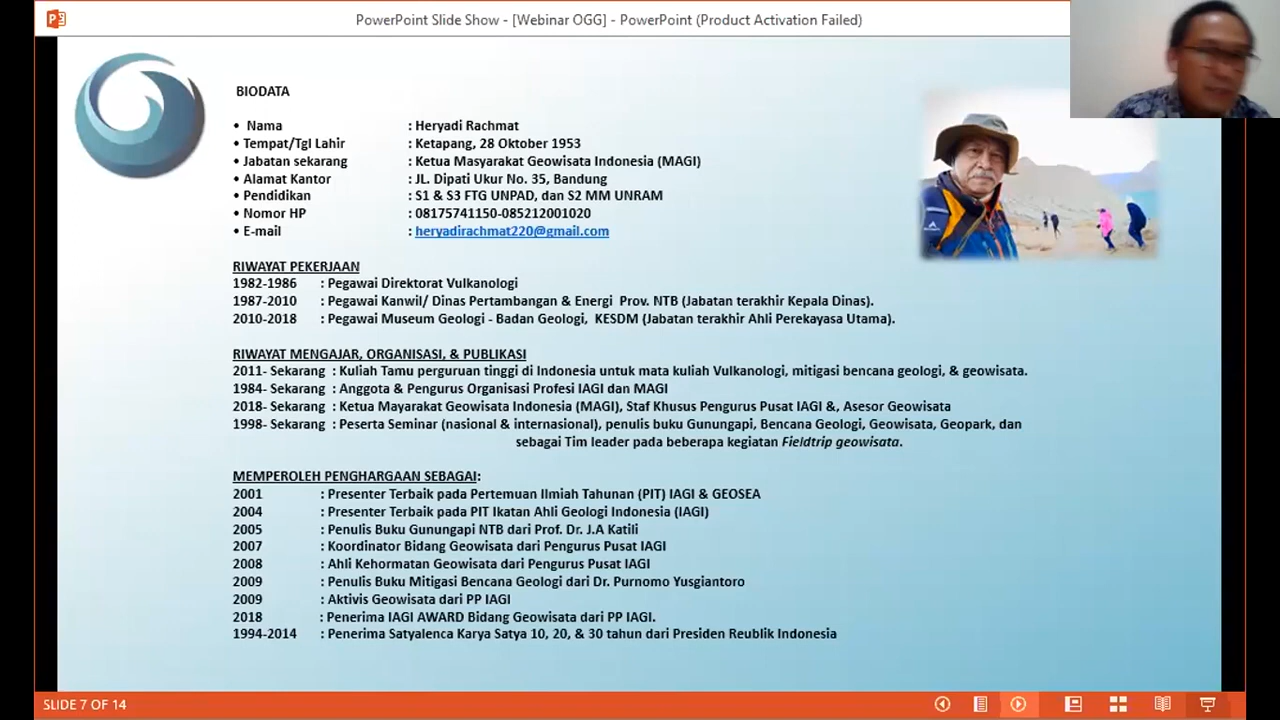 PowerPoint Slide Show - [Webinar OGG] - PowerPoint (Product Activation Failed)
BIODATA
• Nama : Heryadi Rachmat
• Tempat/Tgl Lahir : Ketapang, 28 Oktober 1953
• Jabatan sekarang : Ketua Masyarakat Geowisata Indonesia (MAGI)
• Alamat Kantor : JL. Dipati Ukur No. 35, Bandung
• Pendidikan : S1 & S3 FTG UNPAD, dan S2 MM UNRAM
• Nomor HP : 08175741150-085212001020
• E-mail : heryadirachmat220@gmail.com
RIWAYAT PEKERJAAN
1982-1986 : Pegawai Direktorat Vulkanologi
1987-2010 : Pegawai Kanwil/ Dinas Pertambangan & Energi Prov. NTB (Jabatan terakhir Kepala Dinas).
2010-2018 : Pegawai Museum Geologi - Badan Geologi, KESDM (Jabatan terakhir Ahli Perekayasa Utama).
RIWAYAT MENGAJAR, ORGANISASI, & PUBLIKASI
2011- Sekarang : Kuliah Tamu perguruan tinggi di Indonesia untuk mata kuliah Vulkanologi, mitigasi bencana geologi, & geowisata.
1984- Sekarang : Anggota & Pengurus Organisasi Profesi IAGI dan MAGI
2018- Sekarang : Ketua Mayarakat Geowisata Indonesia (MAGI), Staf Khusus Pengurus Pusat IAGI &, Asesor Geowisata
1998- Sekarang : Peserta Seminar (nasional & internasional), penulis buku Gunungapi, Bencana Geologi, Geowisata, Geopark, dan
sebagai Tim leader pada beberapa kegiatan Fieldtrip geowisata.
MEMPEROLEH PENGHARGAAN SEBAGAI:
2001 : Presenter Terbaik pada Pertemuan Ilmiah Tahunan (PIT) IAGI & GEOSEA
2004 : Presenter Terbaik pada PIT Ikatan Ahli Geologi Indonesia (IAGI)
2005 : Penulis Buku Gunungapi NTB dari Prof. Dr. J.A Katili
2007 : Koordinator Bidang Geowisata dari Pengurus Pusat IAGI
2008 : Ahli Kehormatan Geowisata dari Pengurus Pusat IAGI
2009 : Penulis Buku Mitigasi Bencana Geologi dari Dr. Purnomo Yusgiantoro
2009 : Aktivis Geowisata dari PP IAGI
2018 : Penerima IAGI AWARD Bidang Geowisata dari PP IAGI.
1994-2014 : Penerima Satyalenca Karya Satya 10, 20, & 30 tahun dari Presiden Reublik Indonesia
SLIDE 7 OF 14